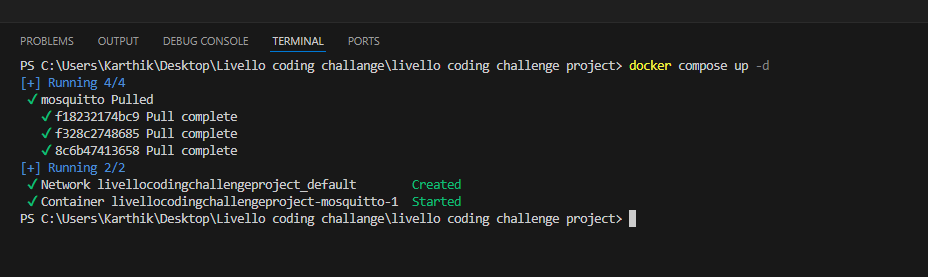 PROBLEMS OUTPUT DEBUG CONSOLE TERMINAL PORTS
PS C:\Users\Karthik\Desktop\Livello coding challange\livello coding challenge project> docker compose up -d
[+] Running 4/4
✓ mosquitto Pulled
✓ f18232174bc9 Pull complete
✓ f328c2748685 Pull complete
✓ 8c6b47413658 Pull complete
[+] Running 2/2
✓ Network livellocodingchallengeproject_default Created
✓ Container livellocodingchallengeproject-mosquitto-1 Started
PS C:\Users\Karthik\Desktop\Livello coding challange\livello coding challenge project>